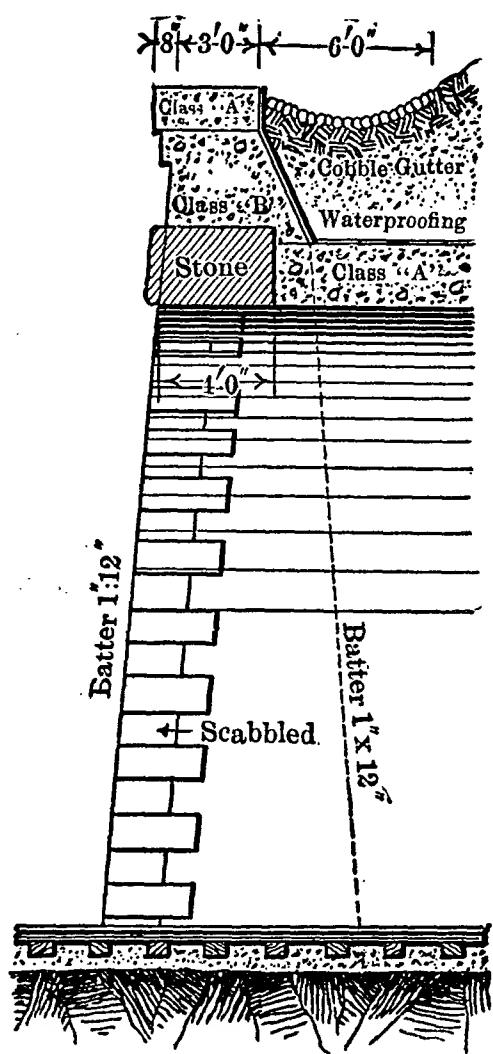 8" 3'-0" 6'-0"
Class "A"
Cobble Gutter
Class "B"
Waterproofing
Stone
Class "A"
4'-0"
Batter 1":12"
Batter 1" x 12"
Scabbled.